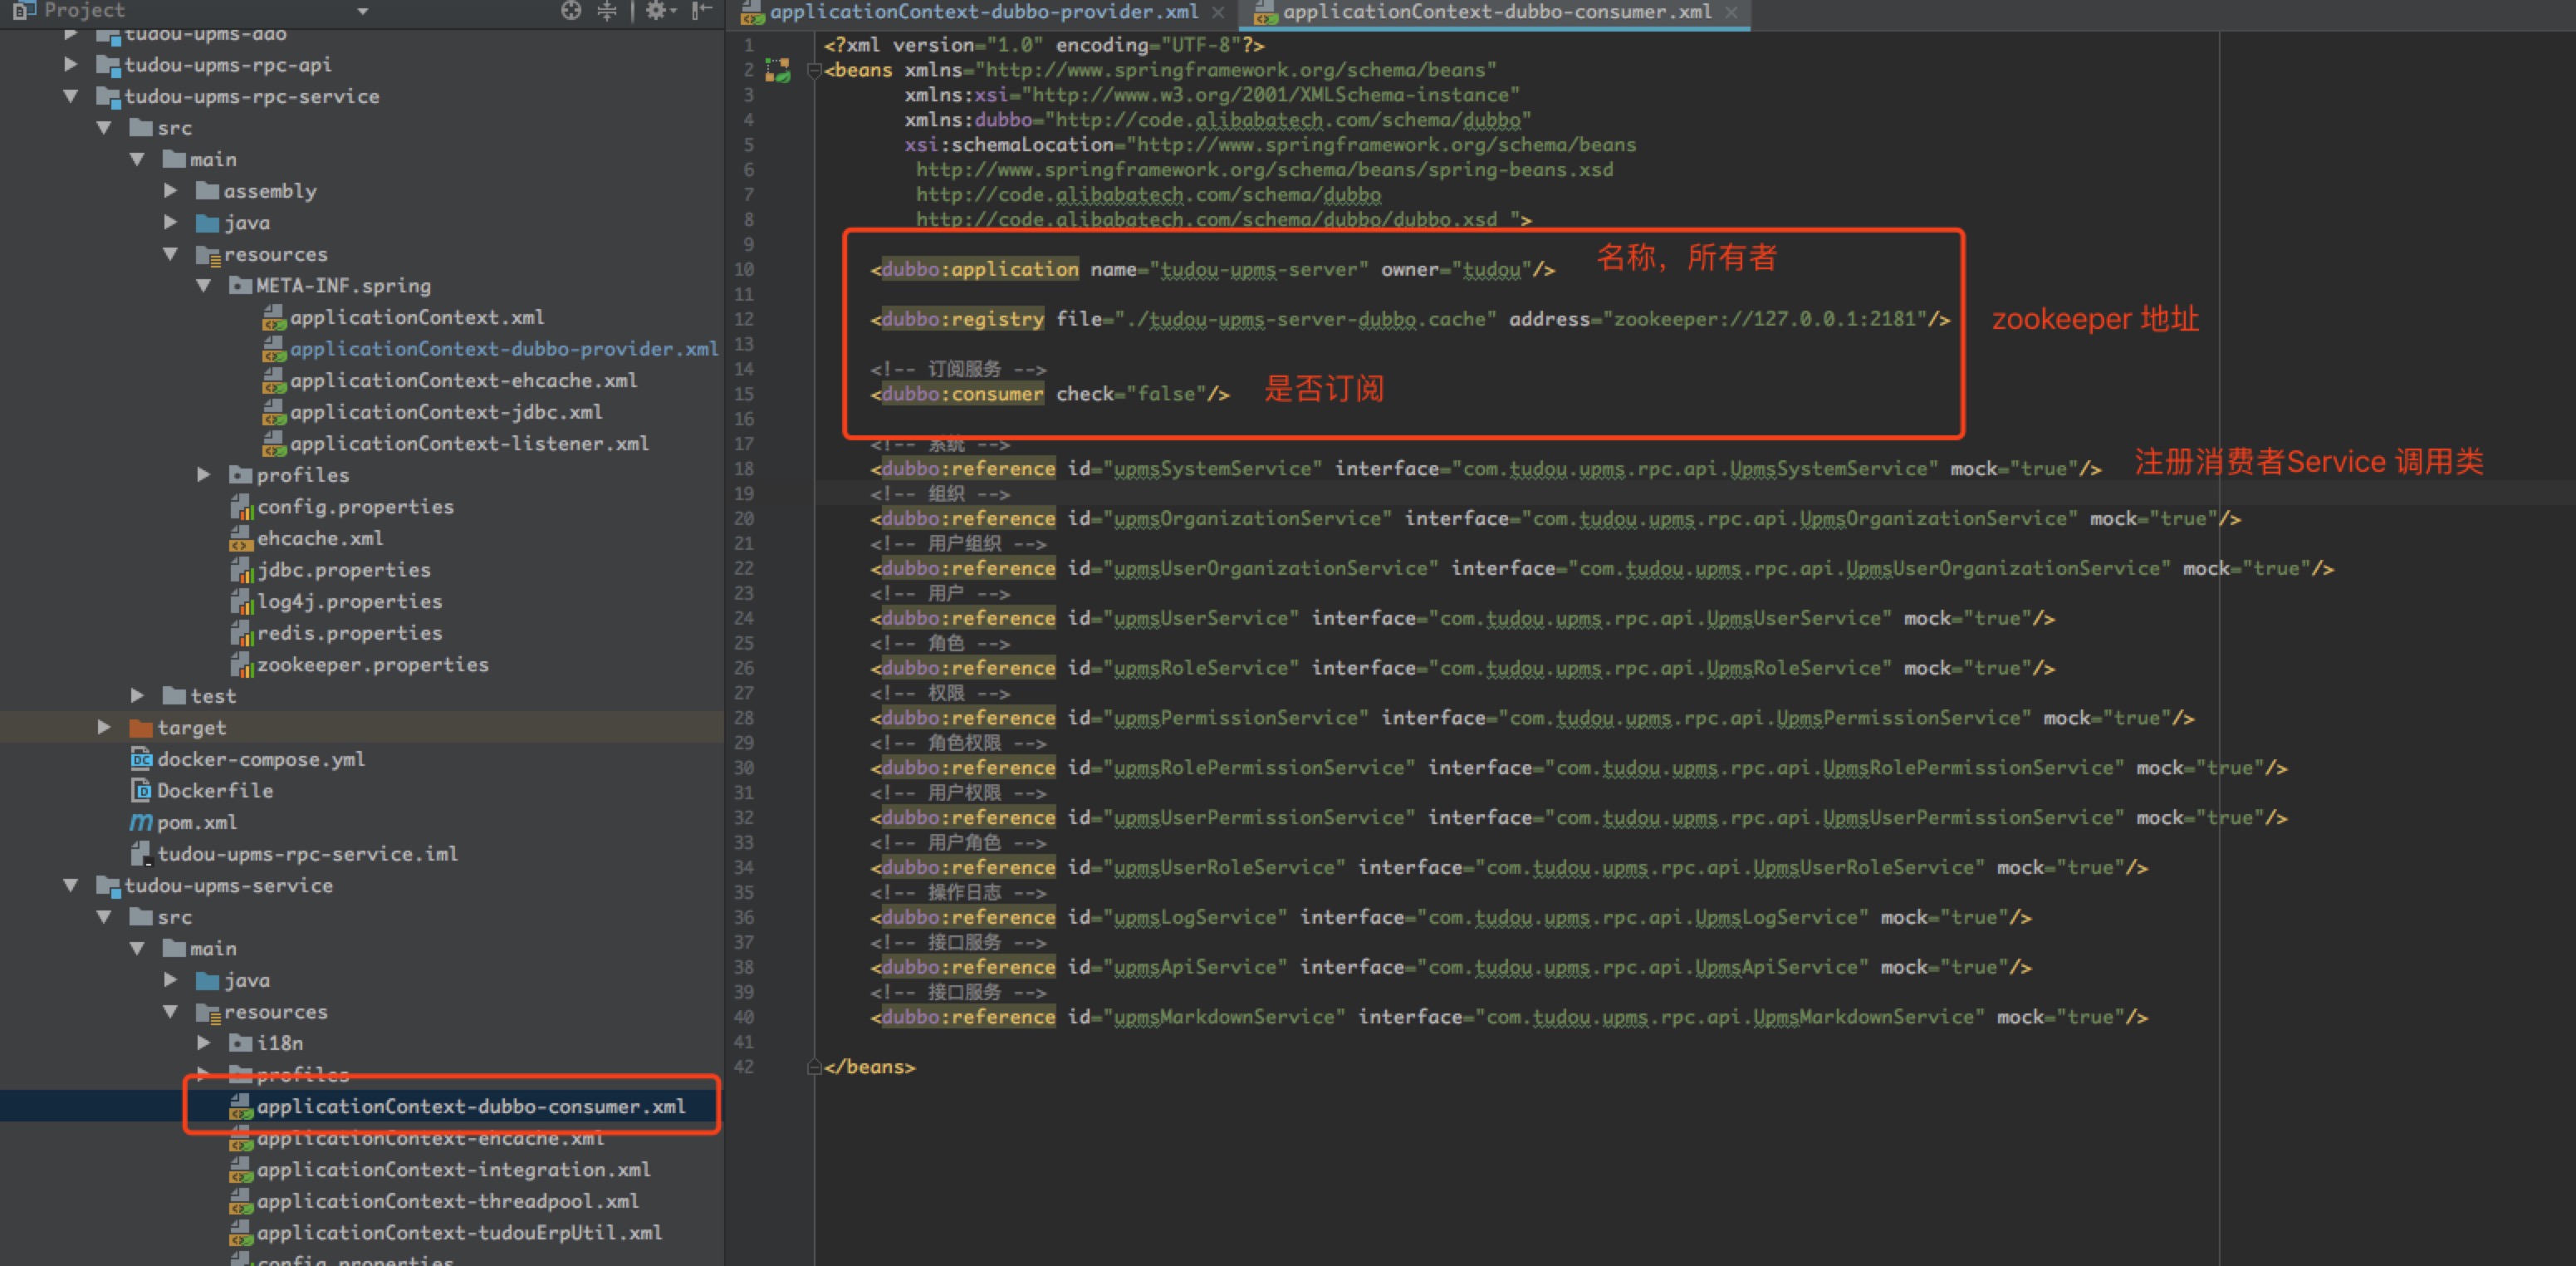 Project
tudou-upms-dao
tudou-upms-rpc-api
tudou-upms-rpc-service
src
main
assembly
java
resources
META-INF.spring
applicationContext.xml
applicationContext-dubbo-provider.xml
applicationContext-ehcache.xml
applicationContext-jdbc.xml
applicationContext-listener.xml
profiles
config.properties
ehcache.xml
jdbc.properties
log4j.properties
redis.properties
zookeeper.properties
test
target
docker-compose.yml
Dockerfile
pom.xml
tudou-upms-rpc-service.iml
tudou-upms-service
src
main
java
resources
i18n
profiles
applicationContext-dubbo-consumer.xml
applicationContext-ehcache.xml
applicationContext-integration.xml
applicationContext-threadpool.xml
applicationContext-tudouErpUtil.xml
config.properties
applicationContext-dubbo-provider.xml
applicationContext-dubbo-consumer.xml
1 <?xml version="1.0" encoding="UTF-8"?>
2 <beans xmlns="http://www.springframework.org/schema/beans"
3 xmlns:xsi="http://www.w3.org/2001/XMLSchema-instance"
4 xmlns:dubbo="http://code.alibabatech.com/schema/dubbo"
5 xsi:schemaLocation="http://www.springframework.org/schema/beans
6 http://www.springframework.org/schema/beans/spring-beans.xsd
7 http://code.alibabatech.com/schema/dubbo
8 http://code.alibabatech.com/schema/dubbo/dubbo.xsd ">
9
10 <dubbo:application name="tudou-upms-server" owner="tudou"/> 名称，所有者
11
12 <dubbo:registry file="./tudou-upms-server-dubbo.cache" address="zookeeper://127.0.0.1:2181"/> zookeeper 地址
13
14 <!-- 订阅服务 -->
15 <dubbo:consumer check="false"/> 是否订阅
16
17 <!-- 系统 -->
18 <dubbo:reference id="upmsSystemService" interface="com.tudou.upms.rpc.api.UpmsSystemService" mock="true"/> 注册消费者Service 调用类
19 <!-- 组织 -->
20 <dubbo:reference id="upmsOrganizationService" interface="com.tudou.upms.rpc.api.UpmsOrganizationService" mock="true"/>
21 <!-- 用户组织 -->
22 <dubbo:reference id="upmsUserOrganizationService" interface="com.tudou.upms.rpc.api.UpmsUserOrganizationService" mock="true"/>
23 <!-- 用户 -->
24 <dubbo:reference id="upmsUserService" interface="com.tudou.upms.rpc.api.UpmsUserService" mock="true"/>
25 <!-- 角色 -->
26 <dubbo:reference id="upmsRoleService" interface="com.tudou.upms.rpc.api.UpmsRoleService" mock="true"/>
27 <!-- 权限 -->
28 <dubbo:reference id="upmsPermissionService" interface="com.tudou.upms.rpc.api.UpmsPermissionService" mock="true"/>
29 <!-- 角色权限 -->
30 <dubbo:reference id="upmsRolePermissionService" interface="com.tudou.upms.rpc.api.UpmsRolePermissionService" mock="true"/>
31 <!-- 用户权限 -->
32 <dubbo:reference id="upmsUserPermissionService" interface="com.tudou.upms.rpc.api.UpmsUserPermissionService" mock="true"/>
33 <!-- 用户角色 -->
34 <dubbo:reference id="upmsUserRoleService" interface="com.tudou.upms.rpc.api.UpmsUserRoleService" mock="true"/>
35 <!-- 操作日志 -->
36 <dubbo:reference id="upmsLogService" interface="com.tudou.upms.rpc.api.UpmsLogService" mock="true"/>
37 <!-- 接口服务 -->
38 <dubbo:reference id="upmsApiService" interface="com.tudou.upms.rpc.api.UpmsApiService" mock="true"/>
39 <!-- 接口服务 -->
40 <dubbo:reference id="upmsMarkdownService" interface="com.tudou.upms.rpc.api.UpmsMarkdownService" mock="true"/>
41
42 </beans>